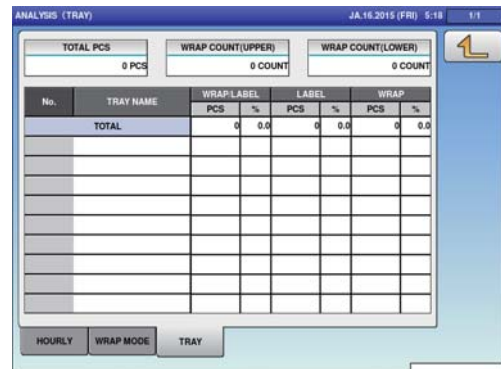 ANALYSIS (TRAY) JA.16.2015 (FRI) 5:18 1/1
TOTAL PCS WRAP COUNT(UPPER) WRAP COUNT(LOWER)
0 PCS 0 COUNT 0 COUNT
No. TRAY NAME WRAP/LABEL LABEL WRAP
PCS % PCS % PCS %
TOTAL 0 0.0 0 0.0 0 0.0
HOURLY WRAP MODE TRAY